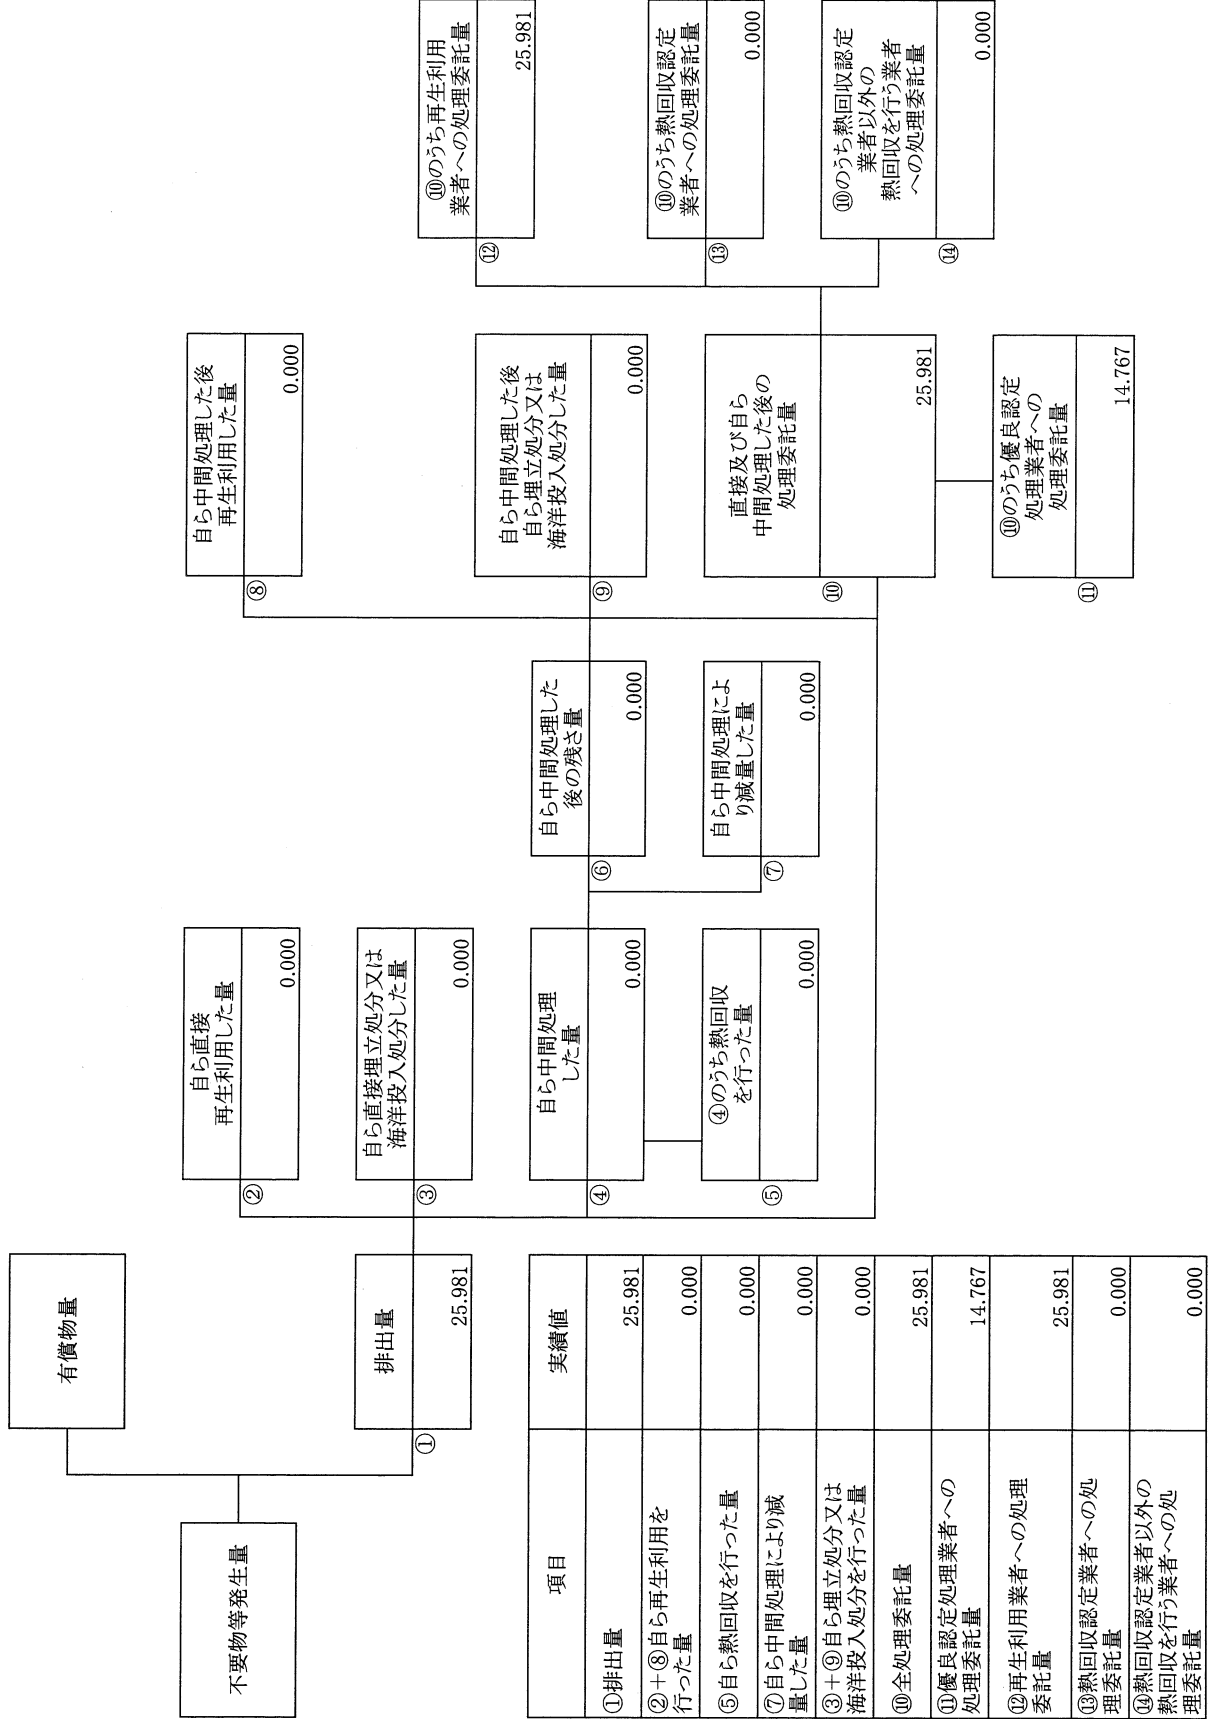 不要物等発生量
有償物量
排出量
①
25.981
自ら直接
再生利用した量
②
0.000
自ら直接埋立処分又は
海洋投入処分した量
③
0.000
自ら中間処理
した量
④
0.000
④のうち熱回収
を行った量
⑤
0.000
自ら中間処理した
後の残さ量
⑥
0.000
自ら中間処理によ
り減量した量
⑦
0.000
自ら中間処理した後
再生利用した量
⑧
0.000
自ら中間処理した後
自ら埋立処分又は
海洋投入処分した量
⑨
0.000
直接及び自ら
中間処理した後の
処理委託量
⑩
25.981
⑩のうち優良認定
処理業者への
処理委託量
⑪
14.767
⑩のうち再生利用
業者への処理委託量
⑫
25.981
⑩のうち熱回収認定
業者への処理委託量
⑬
0.000
⑩のうち熱回収認定
業者以外の
熱回収を行う業者
への処理委託量
⑭
0.000
項目 実績値
①排出量 25.981
②＋⑧自ら再生利用を
行った量 0.000
⑤自ら熱回収を行った量 0.000
⑦自ら中間処理により減
量した量 0.000
③＋⑨自ら埋立処分又は
海洋投入処分を行った量 0.000
⑩全処理委託量 25.981
⑪優良認定処理業者への
処理委託量 14.767
⑫再生利用業者への処理
委託量 25.981
⑬熱回収認定業者への処
理委託量 0.000
⑭熱回収認定業者以外の
熱回収を行う業者への処
理委託量 0.000